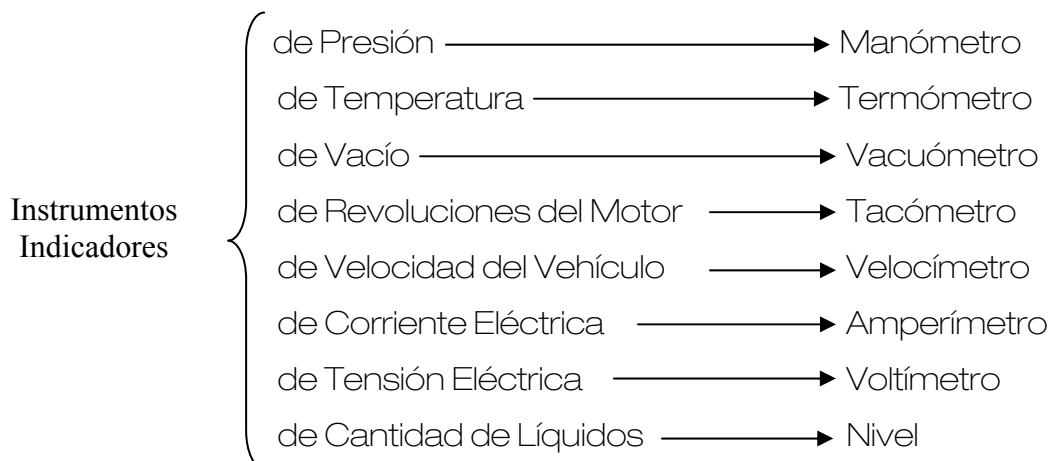 de Presión Manómetro
de Temperatura Termómetro
de Vacío Vacuómetro
Instrumentos
Indicadores
de Revoluciones del Motor Tacómetro
de Velocidad del Vehículo Velocímetro
de Corriente Eléctrica Amperímetro
de Tensión Eléctrica Voltímetro
de Cantidad de Líquidos Nivel